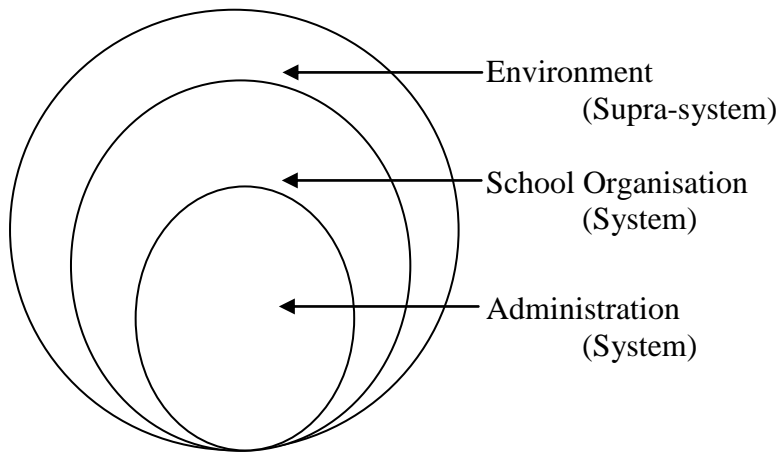 Environment
(Supra-system)
School Organisation
(System)
Administration
(System)